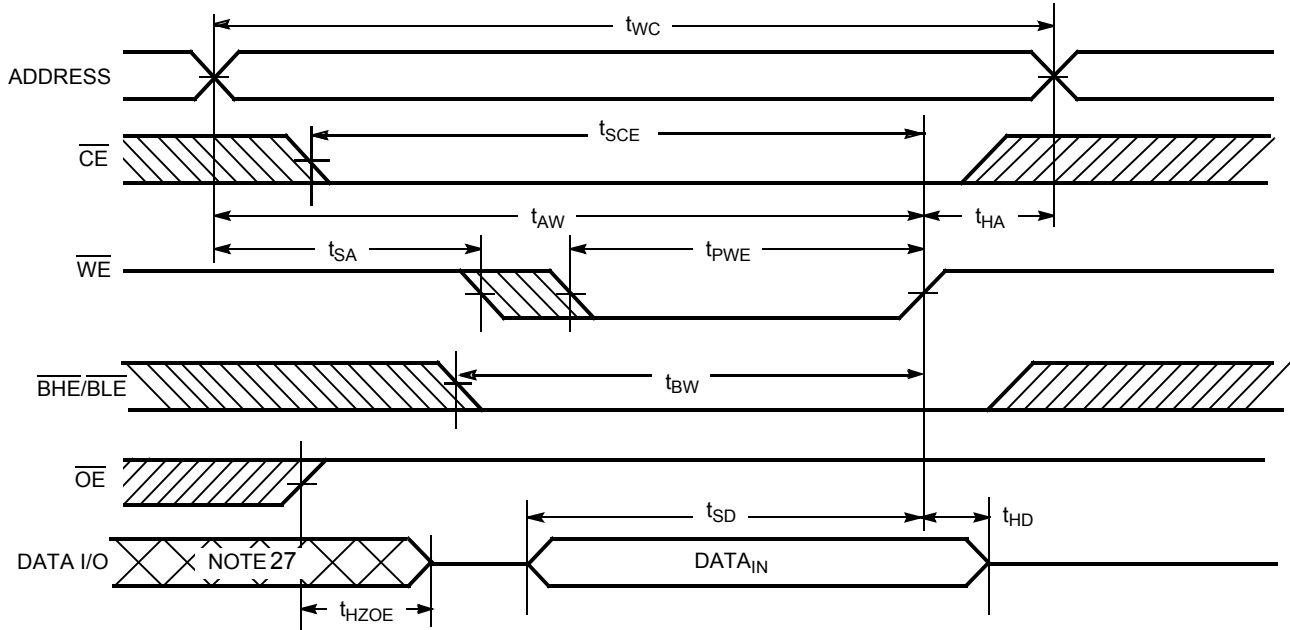 tWC
ADDRESS
tSCE
CE
tAW
tHA
tSA
tPWE
WE
tBW
BHE/BLE
OE
tSD
tHD
DATA I/O
NOTE 27
DATAIN
tHZOE